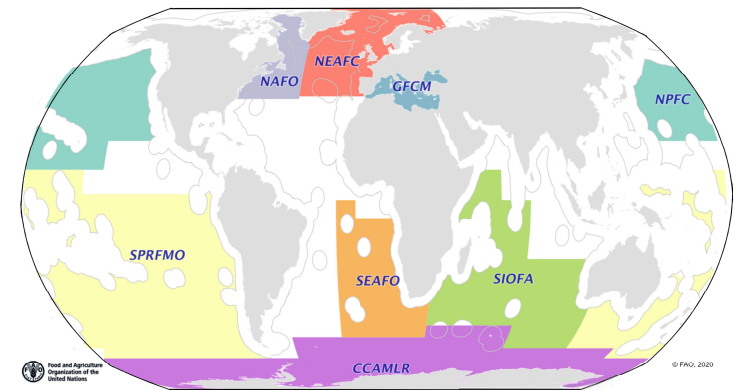 NAFO
NEAFC
GFCM
NPFC
SPRFMO
SEAFO
SIOFA
CCAMLR
Food and Agriculture
Organization of the
United Nations
© FAO, 2020